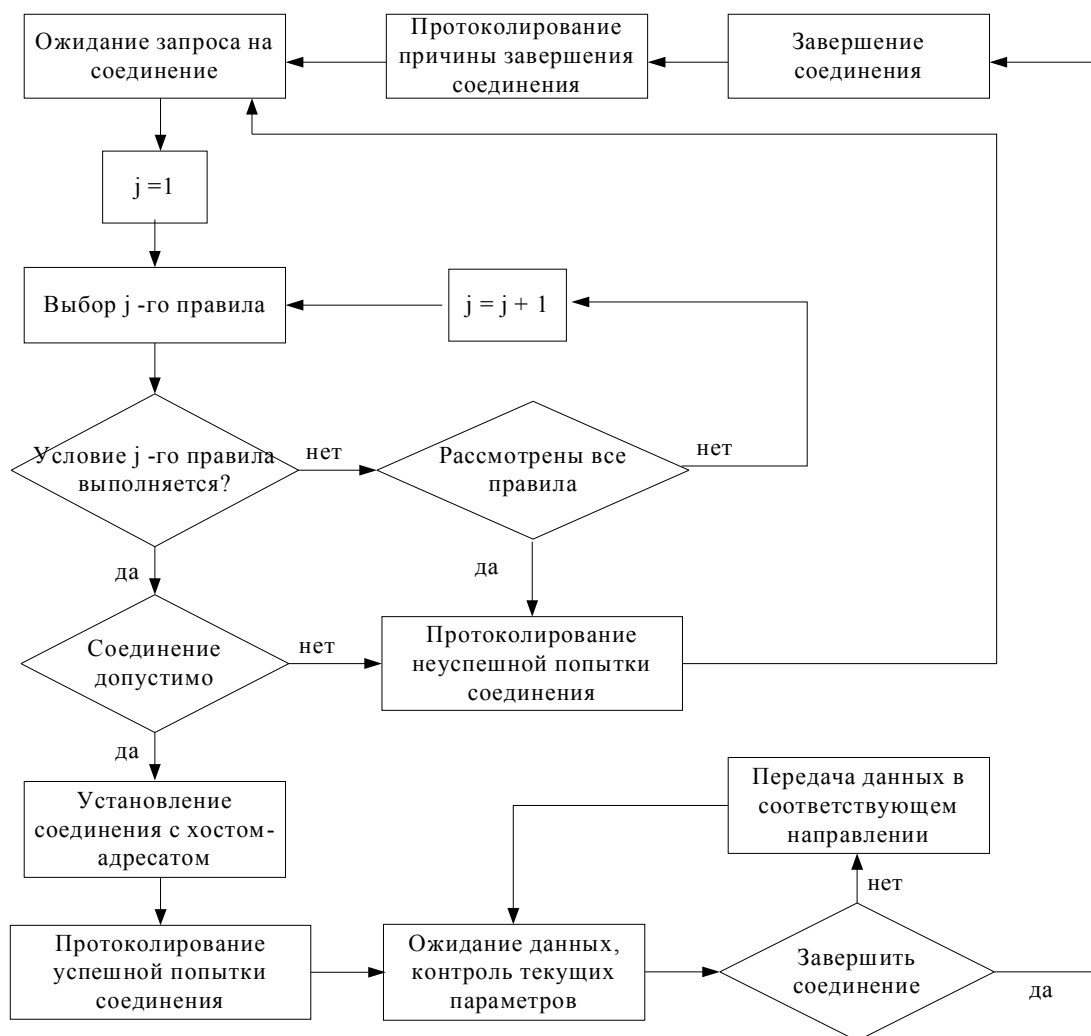 Ожидание запроса на
соединение
Протоколирование
причины завершения
соединения
Завершение
соединения
j =1
Выбор j -го правила
j = j + 1
Условие j -го правила
выполняется?
нет
Рассмотрены все
правила
нет
да
да
Соединение
допустимо
нет
Протоколирование
неуспешной попытки
соединения
да
Установление
соединения с хостом-
адресатом
Передача данных в
соответствующем
направлении
нет
Протоколирование
успешной попытки
соединения
Ожидание данных,
контроль текущих
параметров
Завершить
соединение
да